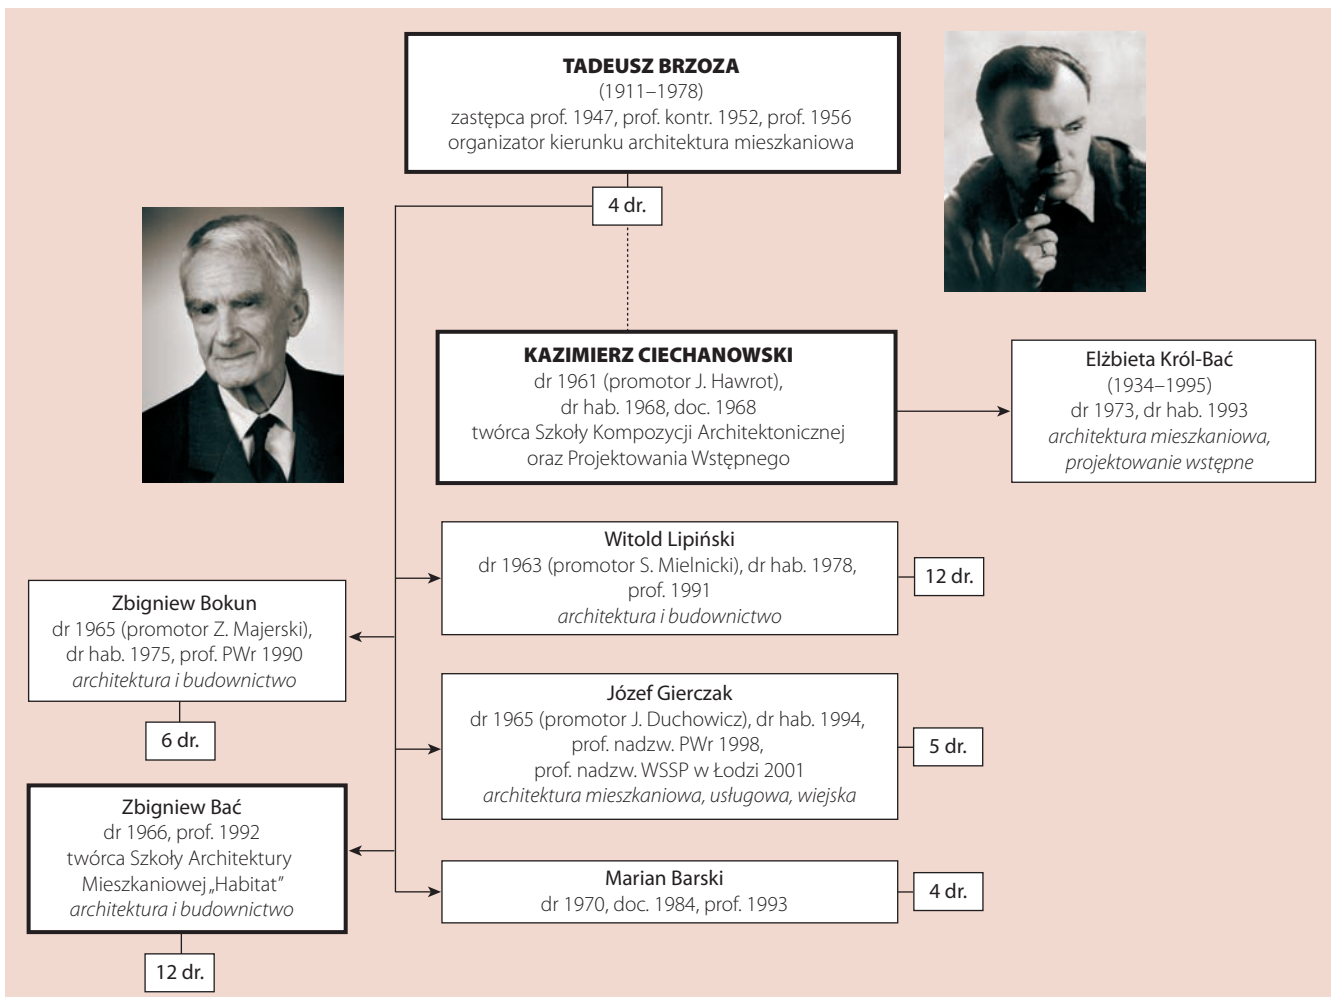 TADEUSZ BRZOZA
(1911–1978)
zastępca prof. 1947, prof. kontr. 1952, prof. 1956
organizator kierunku architektura mieszkaniowa
4 dr.
KAZIMIERZ CIECHANOWSKI
dr 1961 (promotor J. Hawrot),
dr hab. 1968, doc. 1968
twórca Szkoły Kompozycji Architektonicznej
oraz Projektowania Wstępnego
Elżbieta Król-Bać
(1934–1995)
dr 1973, dr hab. 1993
architektura mieszkaniowa,
projektowanie wstępne
Witold Lipiński
dr 1963 (promotor S. Mielnicki), dr hab. 1978,
prof. 1991
architektura i budownictwo
12 dr.
Zbigniew Bokun
dr 1965 (promotor Z. Majerski),
dr hab. 1975, prof. PWr 1990
architektura i budownictwo
6 dr.
Józef Gierczak
dr 1965 (promotor J. Duchowicz), dr hab. 1994,
prof. nadzw. PWr 1998,
prof. nadzw. WSSP w Łodzi 2001
architektura mieszkaniowa, usługowa, wiejska
5 dr.
Zbigniew Bać
dr 1966, prof. 1992
twórca Szkoły Architektury
Mieszkaniowej „Habitat”
architektura i budownictwo
12 dr.
Marian Barski
dr 1970, doc. 1984, prof. 1993
4 dr.